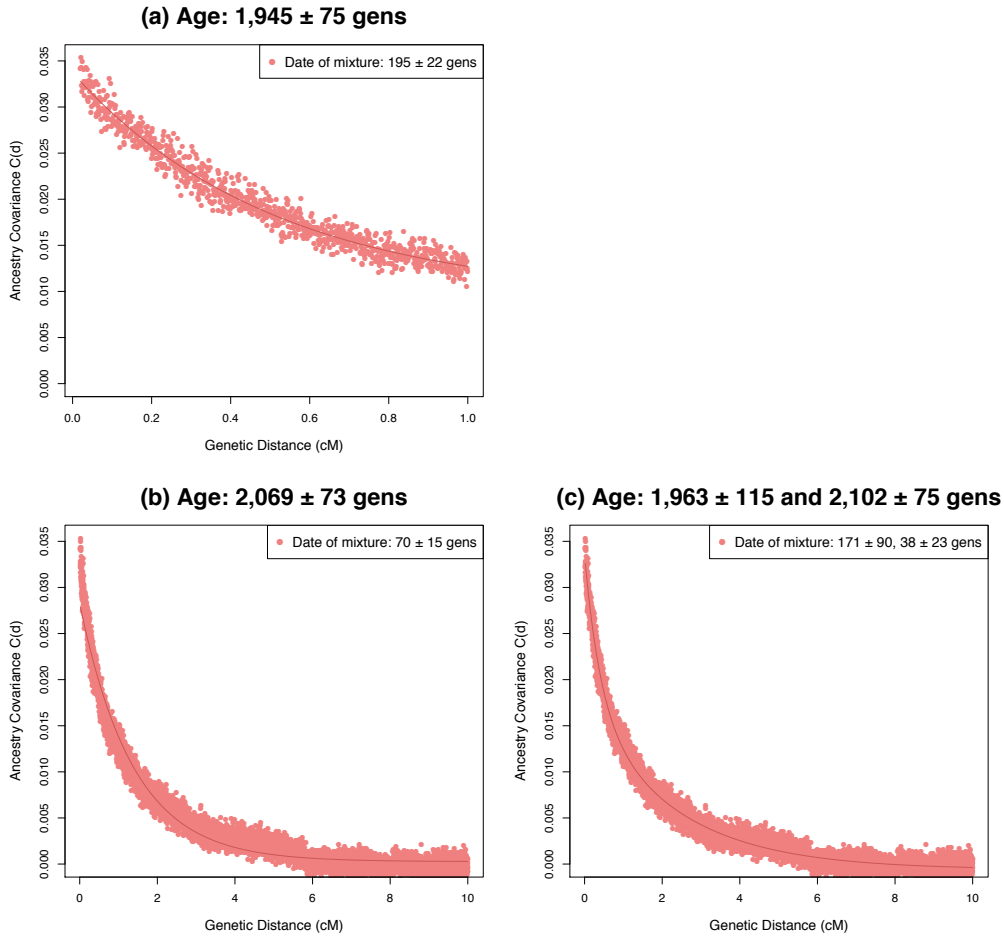 (a) Age: 1,945 ± 75 gens
Date of mixture: 195 ± 22 gens
Ancestry Covariance C(d)
0.035
0.030
0.025
0.020
0.015
0.010
0.005
0.000
0.0 0.2 0.4 0.6 0.8 1.0
Genetic Distance (cM)
(b) Age: 2,069 ± 73 gens
Date of mixture: 70 ± 15 gens
Ancestry Covariance C(d)
0.035
0.030
0.025
0.020
0.015
0.010
0.005
0.000
0 2 4 6 8 10
Genetic Distance (cM)
(c) Age: 1,963 ± 115 and 2,102 ± 75 gens
Date of mixture: 171 ± 90, 38 ± 23 gens
Ancestry Covariance C(d)
0.035
0.030
0.025
0.020
0.015
0.010
0.005
0.000
0 2 4 6 8 10
Genetic Distance (cM)